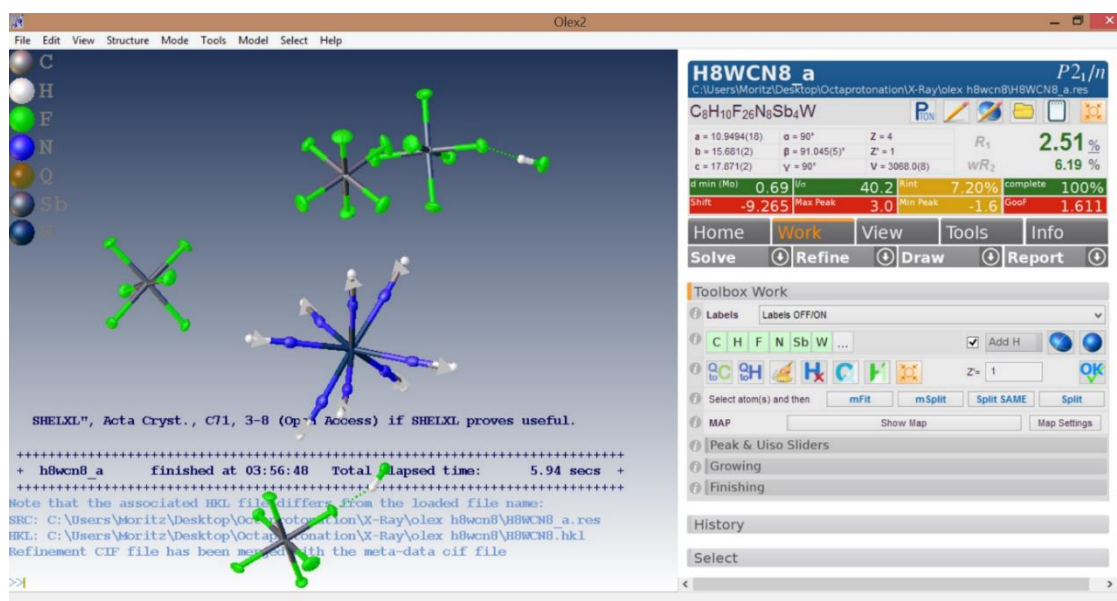 Olex2
File Edit View Structure Mode Tools Model Select Help
C
H
F
N
Q
Sb
H8WCN8_a P2₁/n
C:\Users\Moritz\Desktop\Octaprotonation\X-Ray\olex h8wcn8\H8WCN8_a.res
C₈H₁₀F₂₆N₈Sb₄W
a = 10.9494(18) α = 90° Z = 4
b = 15.681(2) β = 91.045(5)° Z' = 1
c = 17.871(2) γ = 90° V = 3068.0(8)
R₁ 2.51 %
wR₂ 6.19 %
d min (Mo) 0.69 I/σ 40.2 Rint 7.20% complete 100%
Shift -9.265 Max Peak 3.0 Min Peak -1.6 GooF 1.611
Home Work View Tools Info
Solve Refine Draw Report
Toolbox Work
Labels Labels OFF/ON
C H F N Sb W ... Add H
Z'= 1 OK
Select atom(s) and then mFit mSplit Split SAME Split
MAP Show Map Map Settings
Peak & Uiso Sliders
Growing
Finishing
History
Select
SHELXL", Acta Cryst., C71, 3-8 (Open Access) if SHELXL proves useful.
+ h8wcn8_a finished at 03:56:48 Total elapsed time: 5.94 secs +
Note that the associated HKL file differs from the loaded file name:
SRC: C:\Users\Moritz\Desktop\Octaprotonation\X-Ray\olex h8wcn8\H8WCN8_a.res
HKL: C:\Users\Moritz\Desktop\Octaprotonation\X-Ray\olex h8wcn8\H8WCN8.hkl
Refinement CIF file has been merged with the meta-data cif file
>>